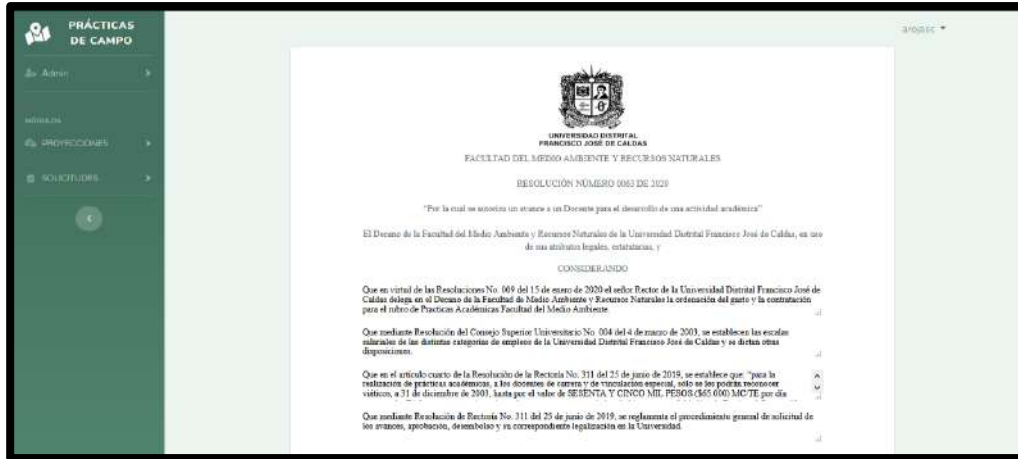 PRÁCTICAS
DE CAMPO
Admin
MÓDULOS
PROYECCIONES
SOLICITUDES
UNIVERSIDAD DISTRITAL
FRANCISCO JOSÉ DE CALDAS
FACULTAD DEL MEDIO AMBIENTE Y RECURSOS NATURALES
RESOLUCIÓN NÚMERO 0063 DE 2020
"Por la cual se autoriza un avance a un Docente para el desarrollo de una actividad académica"
El Decano de la Facultad del Medio Ambiente y Recursos Naturales de la Universidad Distrital Francisco José de Caldas, en uso
de sus atributos legales, estatutarias, y
CONSIDERANDO
Que en virtud de las Resoluciones No. 009 del 15 de enero de 2020 el señor Rector de la Universidad Distrital Francisco José de
Caldas delega en el Decano de la Facultad de Medio Ambiente y Recursos Naturales la ordenación del gasto y la contratación
para el rubro de Practicas Académicas Facultad del Medio Ambiente.
Que mediante Resolución del Consejo Superior Universitario No. 004 del 4 de marzo de 2003, se establecen las escalas
salariales de las distintas categorías de empleos de la Universidad Distrital Francisco José de Caldas y se dictan otras
disposiciones.
Que en el artículo cuarto de la Resolución de la Rectoría No. 311 del 25 de junio de 2019, se establece que: "para la
realización de prácticas académicas, a los docentes de carrera y de vinculación especial, sólo se les podrán reconocer
viáticos, a 31 de diciembre de 2003, hasta por el valor de SESENTA Y CINCO MIL PESOS ($65.000) MC/TE por día
Que mediante Resolución de Rectoría No. 311 del 25 de junio de 2019, se reglamenta el procedimiento general de solicitud de
los avances, aprobación, desembolso y su correspondiente legalización en la Universidad.